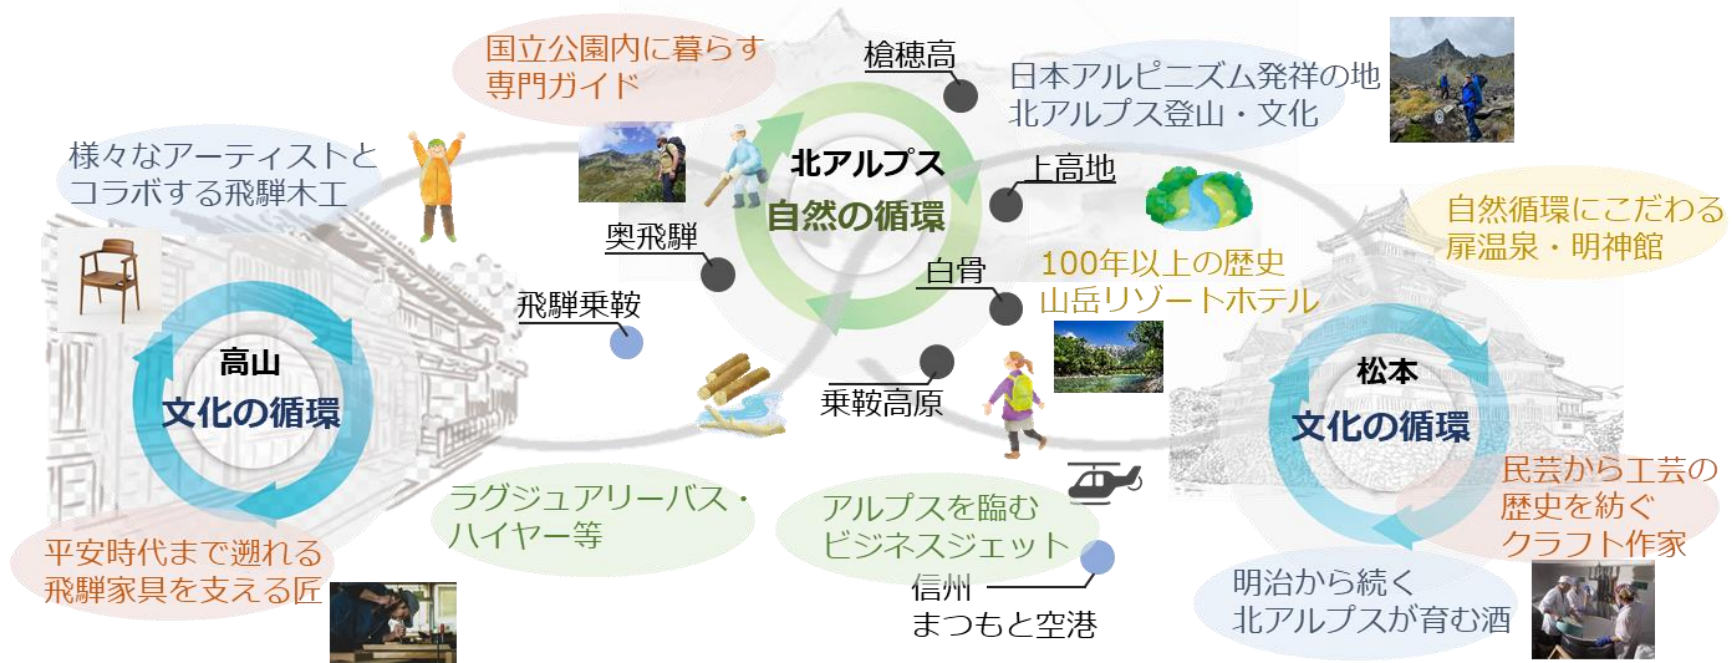 国立公園内に暮らす
専門ガイド
槍穂高
日本アルピニズム発祥の地
北アルプス登山・文化
様々なアーティストと
コラボする飛騨木工
北アルプス
自然の循環
上高地
自然循環にこだわる
扉温泉・明神館
奥飛騨
白骨
100年以上の歴史
山岳リゾートホテル
飛騨乗鞍
高山
文化の循環
乗鞍高原
松本
文化の循環
民芸から工芸の
歴史を紡ぐ
クラフト作家
ラグジュアリーバス・
ハイヤー等
アルプスを臨む
ビジネスジェット
平安時代まで遡れる
飛騨家具を支える匠
信州
まつもと空港
明治から続く
北アルプスが育む酒